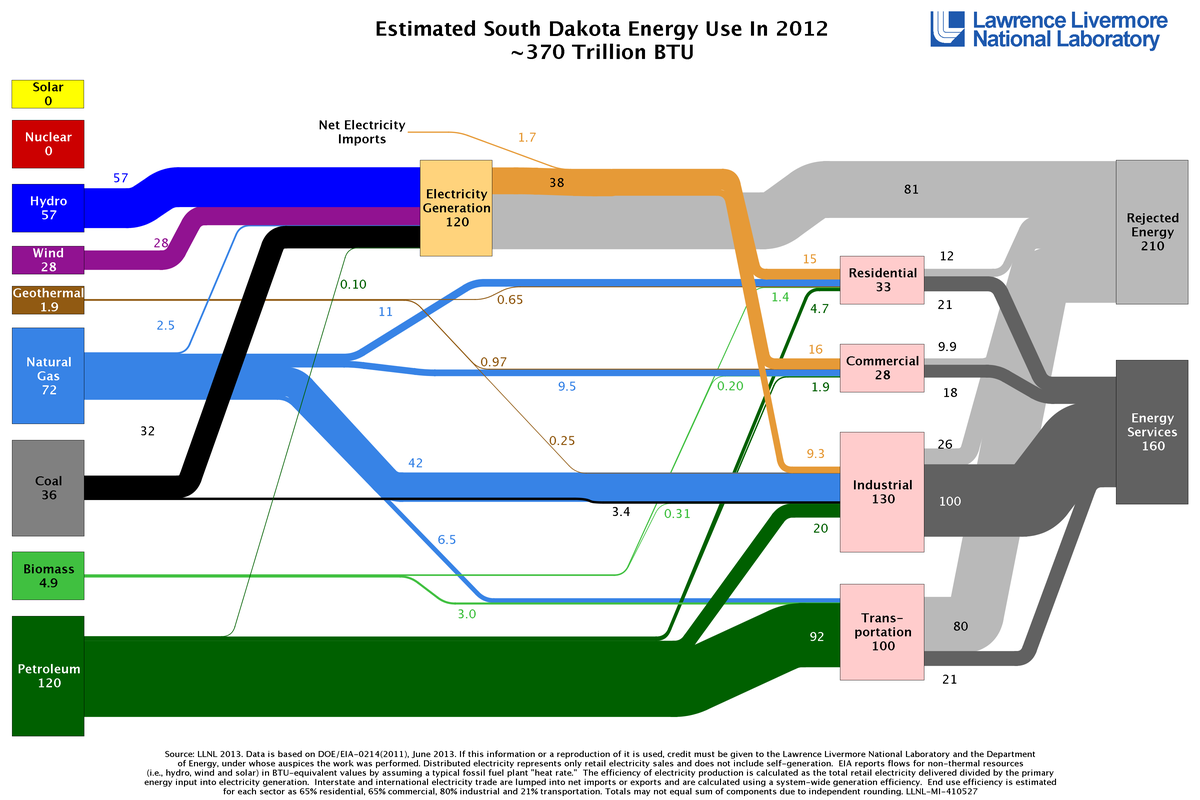 Estimated South Dakota Energy Use In 2012
~370 Trillion BTU
Lawrence Livermore
National Laboratory
Solar
0
Nuclear
0
Hydro
57
Wind
28
Geothermal
1.9
Natural
Gas
72
Coal
36
Biomass
4.9
Petroleum
120
Net Electricity
Imports
1.7
57
28
2.5
32
0.10
Electricity
Generation
120
38
81
11
0.65
0.97
9.5
0.25
42
6.5
3.4
0.31
3.0
15
1.4
4.7
16
0.20
1.9
9.3
20
92
Residential
33
Commercial
28
Industrial
130
Trans-
portation
100
12
21
9.9
18
26
100
80
21
Rejected
Energy
210
Energy
Services
160
Source: LLNL 2013. Data is based on DOE/EIA-0214(2011), June 2013. If this information or a reproduction of it is used, credit must be given to the Lawrence Livermore National Laboratory and the Department
of Energy, under whose auspices the work was performed. Distributed electricity represents only retail electricity sales and does not include self-generation. EIA reports flows for non-thermal resources
(i.e., hydro, wind and solar) in BTU-equivalent values by assuming a typical fossil fuel plant "heat rate." The efficiency of electricity production is calculated as the total retail electricity delivered divided by the primary
energy input into electricity generation. Interstate and international electricity trade are lumped into net imports or exports and are calculated using a system-wide generation efficiency. End use efficiency is estimated
for each sector as 65% residential, 65% commercial, 80% industrial and 21% transportation. Totals may not equal sum of components due to independent rounding. LLNL-MI-410527